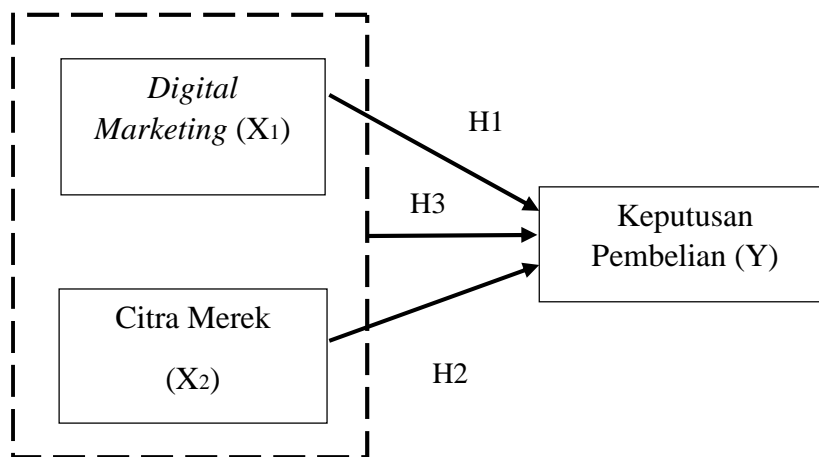 Digital
Marketing (X1)
H1
H3
Keputusan
Pembelian (Y)
Citra Merek
(X2)
H2